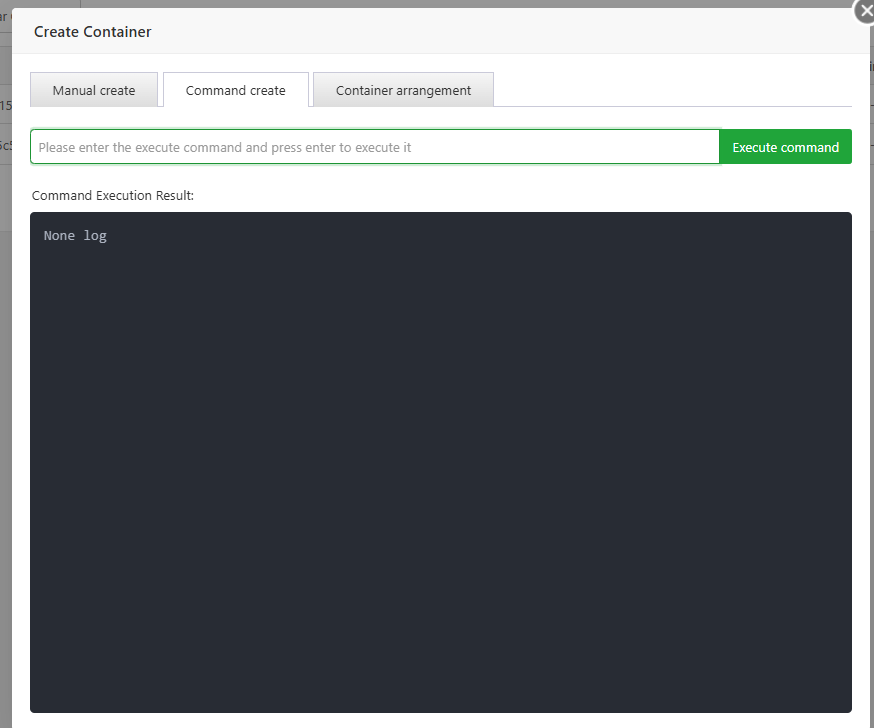 Create Container
Manual create
Command create
Container arrangement
Please enter the execute command and press enter to execute it
Execute command
Command Execution Result:
None log